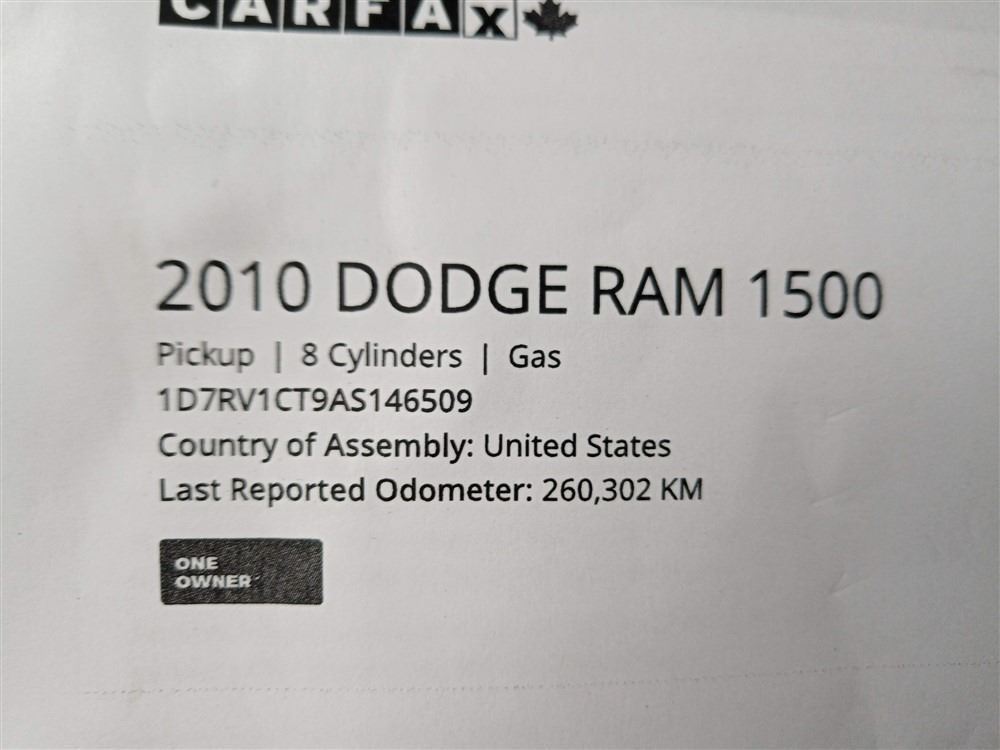 CARFAX
2010 DODGE RAM 1500
Pickup | 8 Cylinders | Gas
1D7RV1CT9AS146509
Country of Assembly: United States
Last Reported Odometer: 260,302 KM
ONE
OWNER